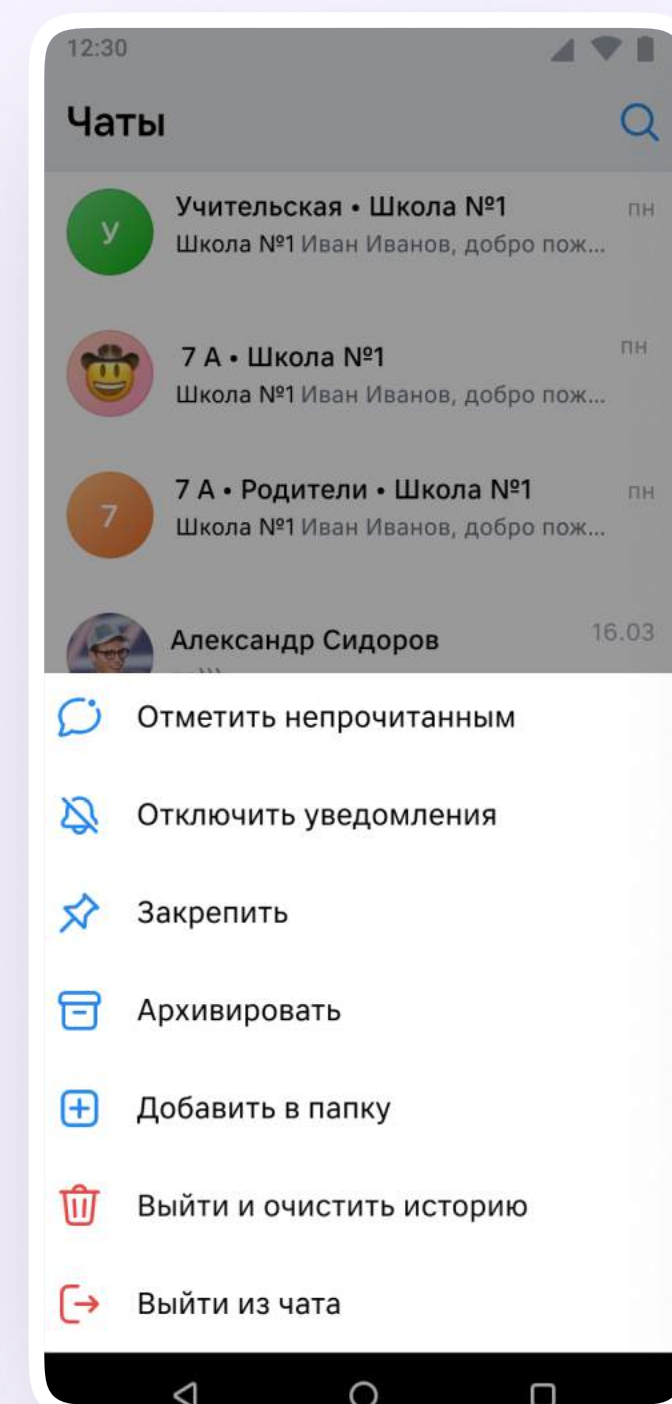 12:30
Чаты
У
Учительская • Школа №1
пн
Школа №1 Иван Иванов, добро пож...
7 А • Школа №1
пн
Школа №1 Иван Иванов, добро пож...
7
7 А • Родители • Школа №1
пн
Школа №1 Иван Иванов, добро пож...
Александр Сидоров
16.03
Отметить непрочитанным
Отключить уведомления
Закрепить
Архивировать
Добавить в папку
Выйти и очистить историю
Выйти из чата